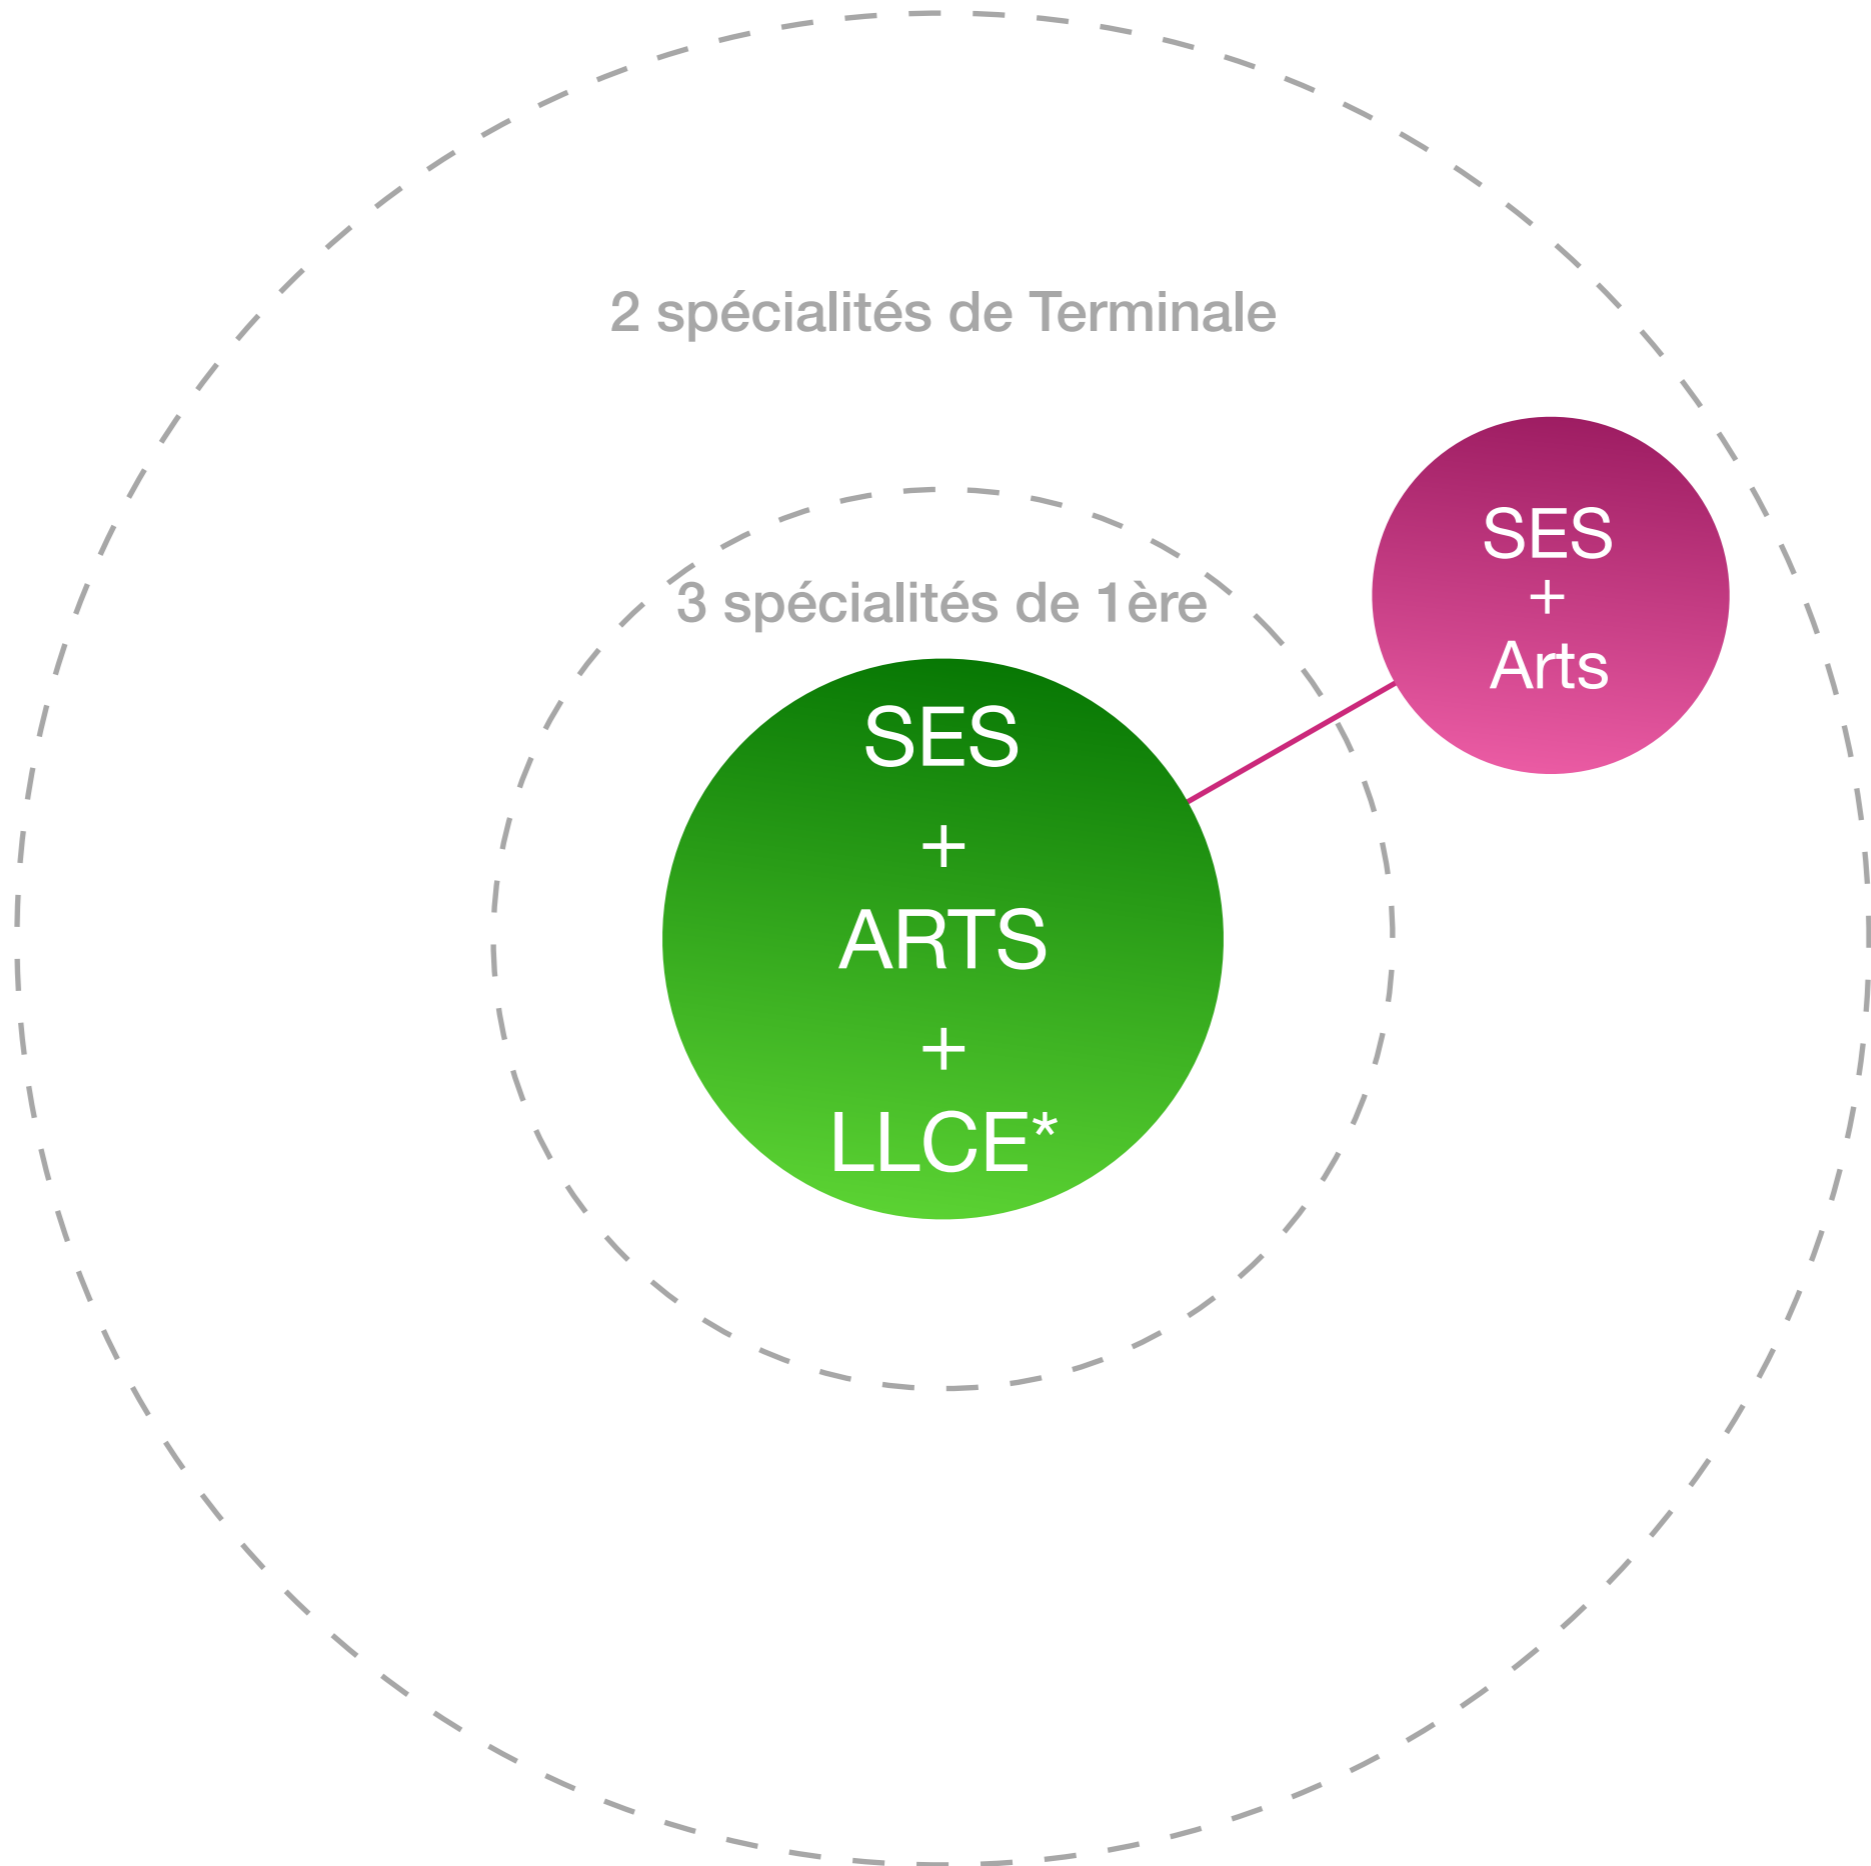 2 spécialités de Terminale
3 spécialités de 1ère
SES
+
ARTS
+
LLCE*
SES
+
Arts